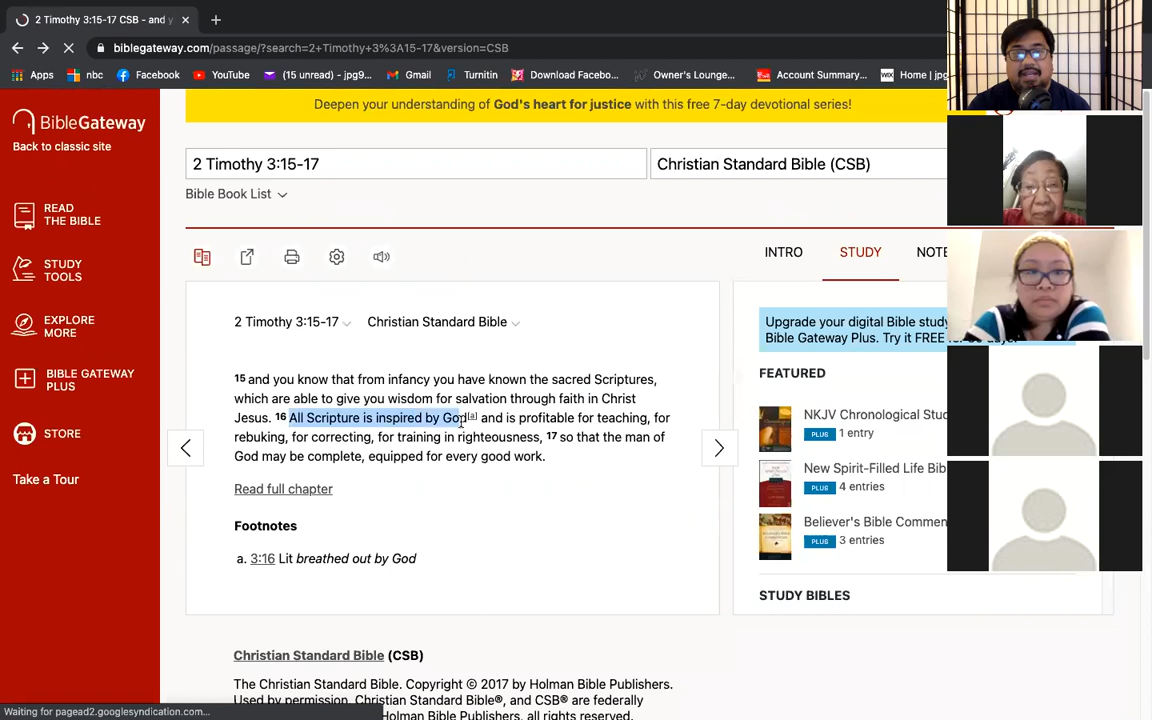 2 Timothy 3:15-17 CSB - and y
biblegateway.com/passage/?search=2+Timothy+3%3A15-17&version=CSB
Apps nbc Facebook YouTube (15 unread) - jpg9... Gmail Turnitin Download Facebo... Owner's Lounge... Account Summary... WIX Home | jpg
Deepen your understanding of God's heart for justice with this free 7-day devotional series!
BibleGateway
Back to classic site
READ
THE BIBLE
STUDY
TOOLS
EXPLORE
MORE
BIBLE GATEWAY
PLUS
STORE
Take a Tour
2 Timothy 3:15-17
Christian Standard Bible (CSB)
Bible Book List
INTRO STUDY NOTE
2 Timothy 3:15-17 Christian Standard Bible
15 and you know that from infancy you have known the sacred Scriptures,
which are able to give you wisdom for salvation through faith in Christ
Jesus. 16 All Scripture is inspired by God[a] and is profitable for teaching, for
rebuking, for correcting, for training in righteousness, 17 so that the man of
God may be complete, equipped for every good work.
Read full chapter
Footnotes
a. 3:16 Lit breathed out by God
Christian Standard Bible (CSB)
The Christian Standard Bible. Copyright © 2017 by Holman Bible Publishers.
Used by permission. Christian Standard Bible®, and CSB® are federally
Holman Bible Publishers, all rights reserved.
Upgrade your digital Bible study
Bible Gateway Plus. Try it FREE
FEATURED
NKJV Chronological Stud
PLUS 1 entry
New Spirit-Filled Life Bib
PLUS 4 entries
Believer's Bible Commen
PLUS 3 entries
STUDY BIBLES
Waiting for pagead2.googlesyndication.com...